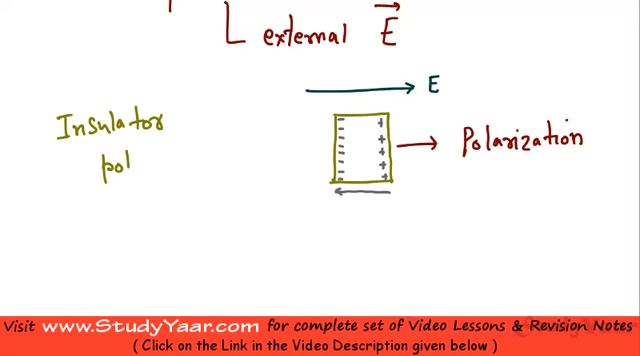 L external E
E
Insulator
pol
Polarization
Visit www.StudyYaar.com for complete set of Video Lessons & Revision Notes
( Click on the Link in the Video Description given below )